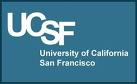 UCSF
University of California
San Francisco